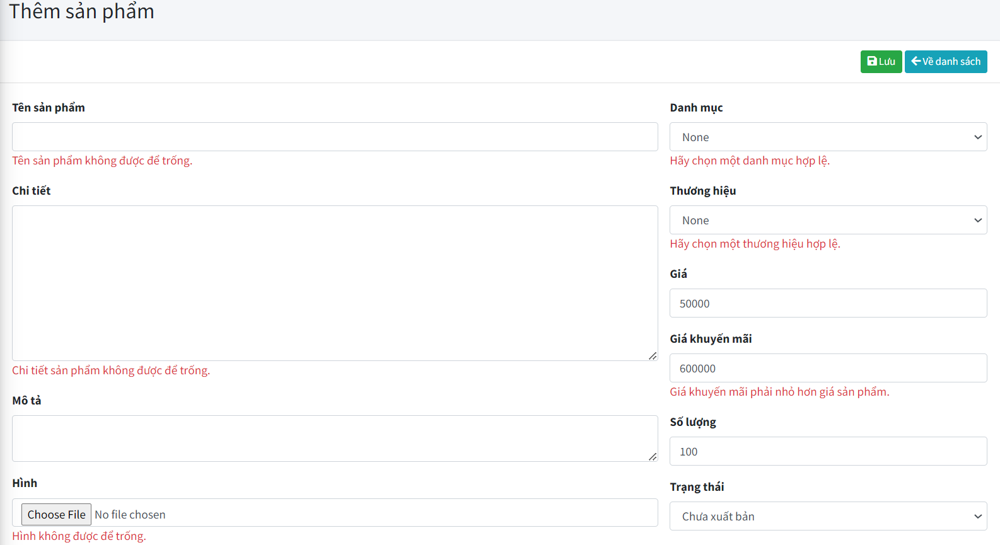 Thêm sản phẩm
Lưu
Về danh sách
Tên sản phẩm
Tên sản phẩm không được để trống.
Chi tiết
Chi tiết sản phẩm không được để trống.
Mô tả
Hình
Choose File No file chosen
Hình không được để trống.
Danh mục
None
Hãy chọn một danh mục hợp lệ.
Thương hiệu
None
Hãy chọn một thương hiệu hợp lệ.
Giá
50000
Giá khuyến mãi
600000
Giá khuyến mãi phải nhỏ hơn giá sản phẩm.
Số lượng
100
Trạng thái
Chưa xuất bản